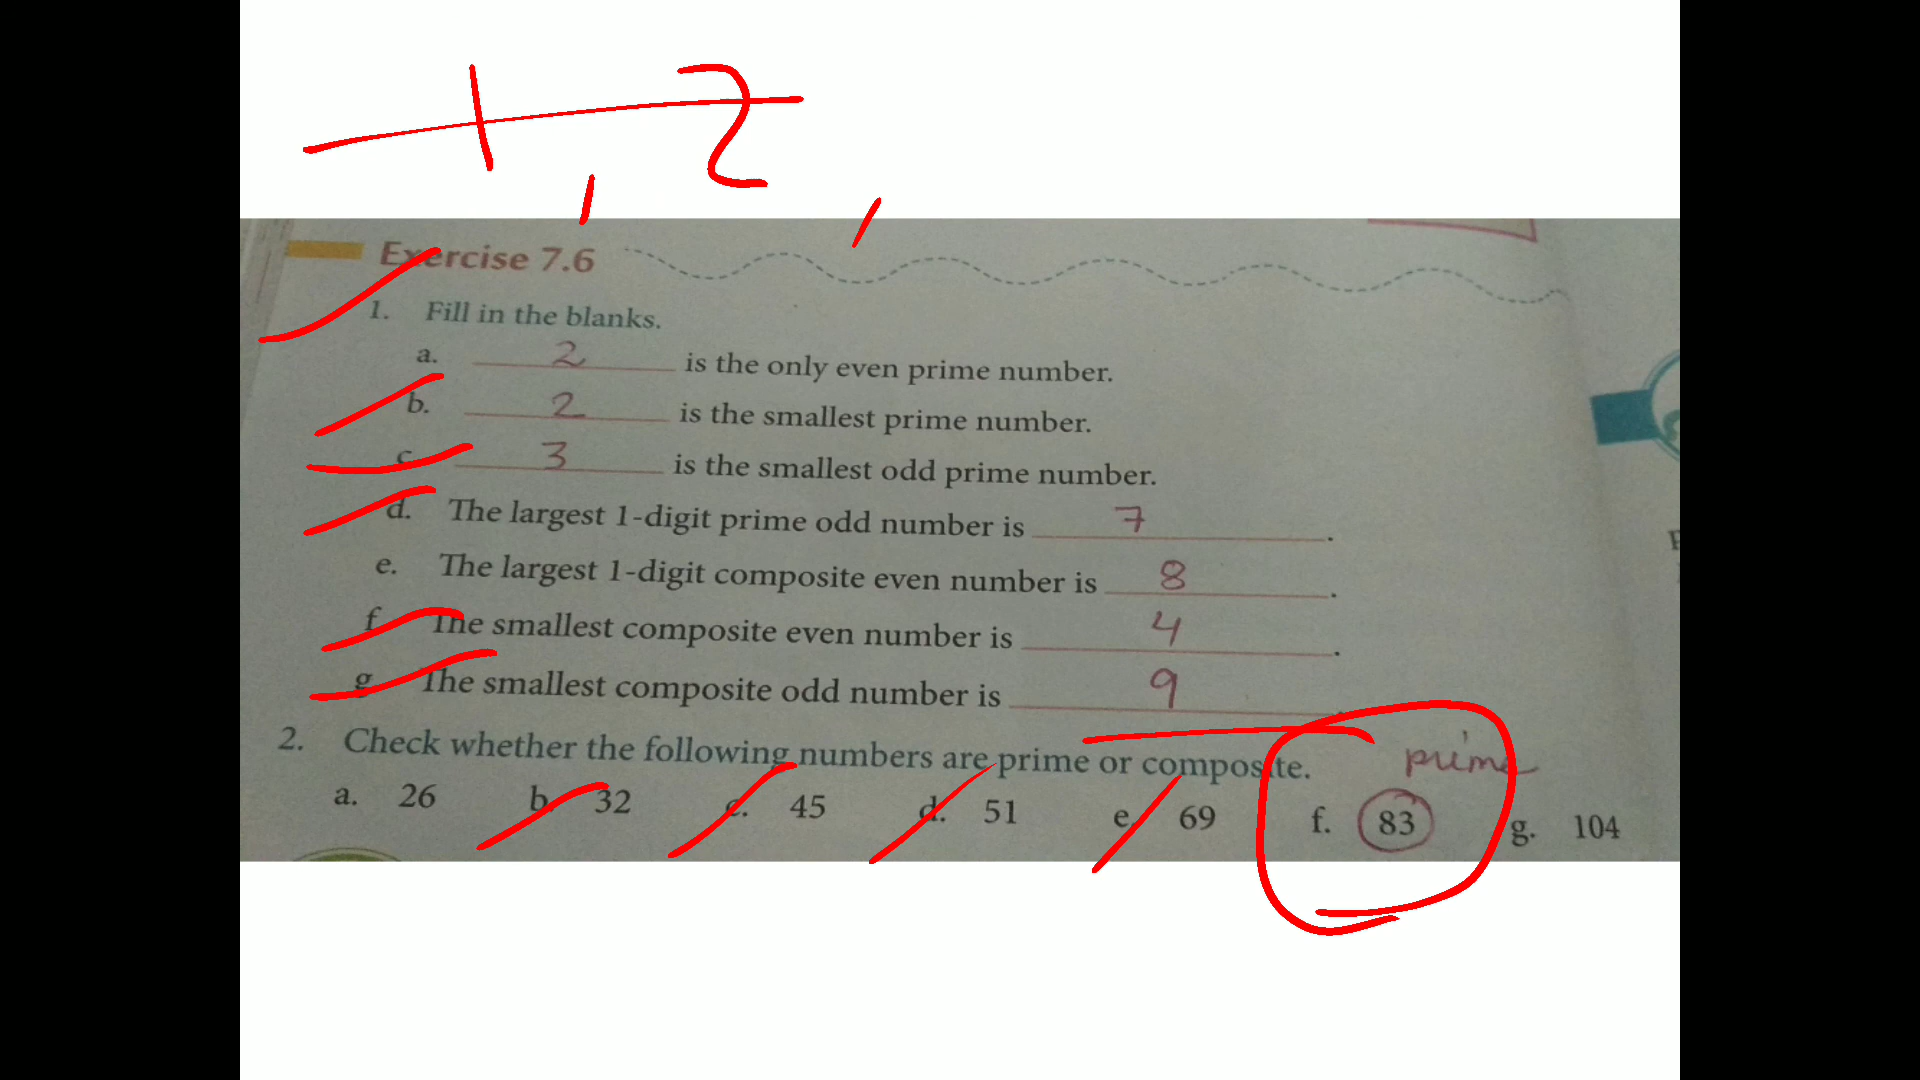 1 2
, ,
Exercise 7.6
1. Fill in the blanks.
a. 2 is the only even prime number.
b. 2 is the smallest prime number.
c 3 is the smallest odd prime number.
d. The largest 1-digit prime odd number is 7.
e. The largest 1-digit composite even number is 8.
f The smallest composite even number is 4.
g The smallest composite odd number is 9.
2. Check whether the following numbers are prime or composite. prime
a. 26 b. 32 c. 45 d. 51 e. 69 f. 83 g. 104